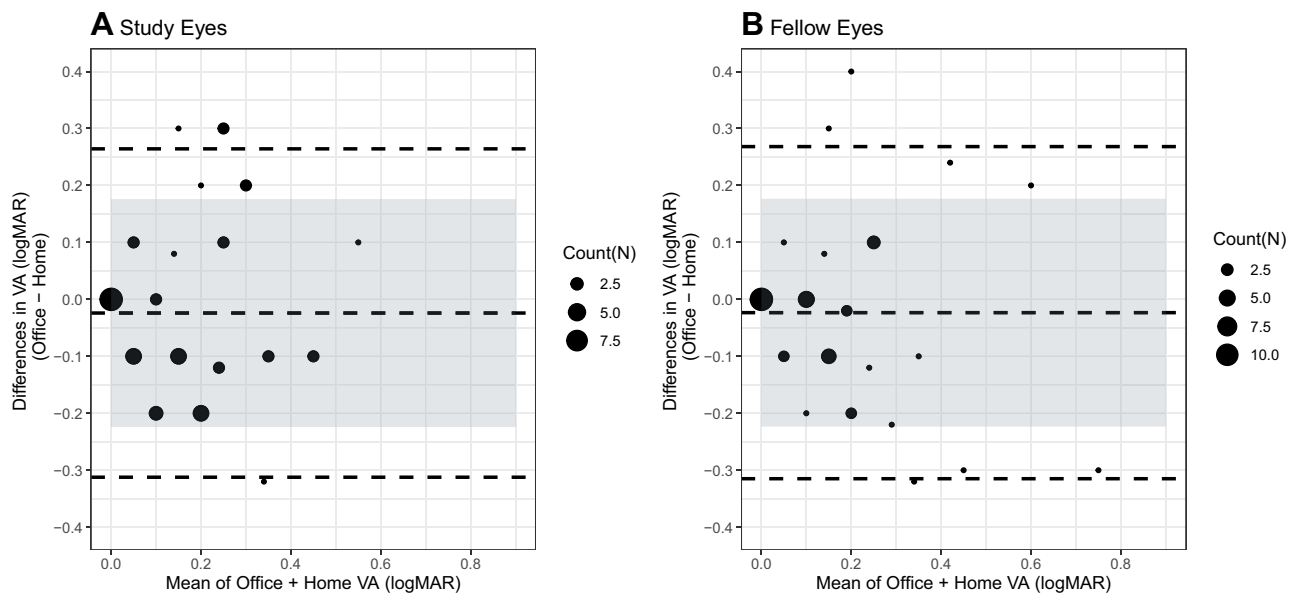 A Study Eyes
Differences in VA (logMAR)
(Office − Home)
0.4
0.3
0.2
0.1
0.0
−0.1
−0.2
−0.3
−0.4
0.0 0.2 0.4 0.6 0.8
Mean of Office + Home VA (logMAR)
Count(N)
2.5
5.0
7.5
B Fellow Eyes
Differences in VA (logMAR)
(Office − Home)
0.4
0.3
0.2
0.1
0.0
−0.1
−0.2
−0.3
−0.4
0.0 0.2 0.4 0.6 0.8
Mean of Office + Home VA (logMAR)
Count(N)
2.5
5.0
7.5
10.0